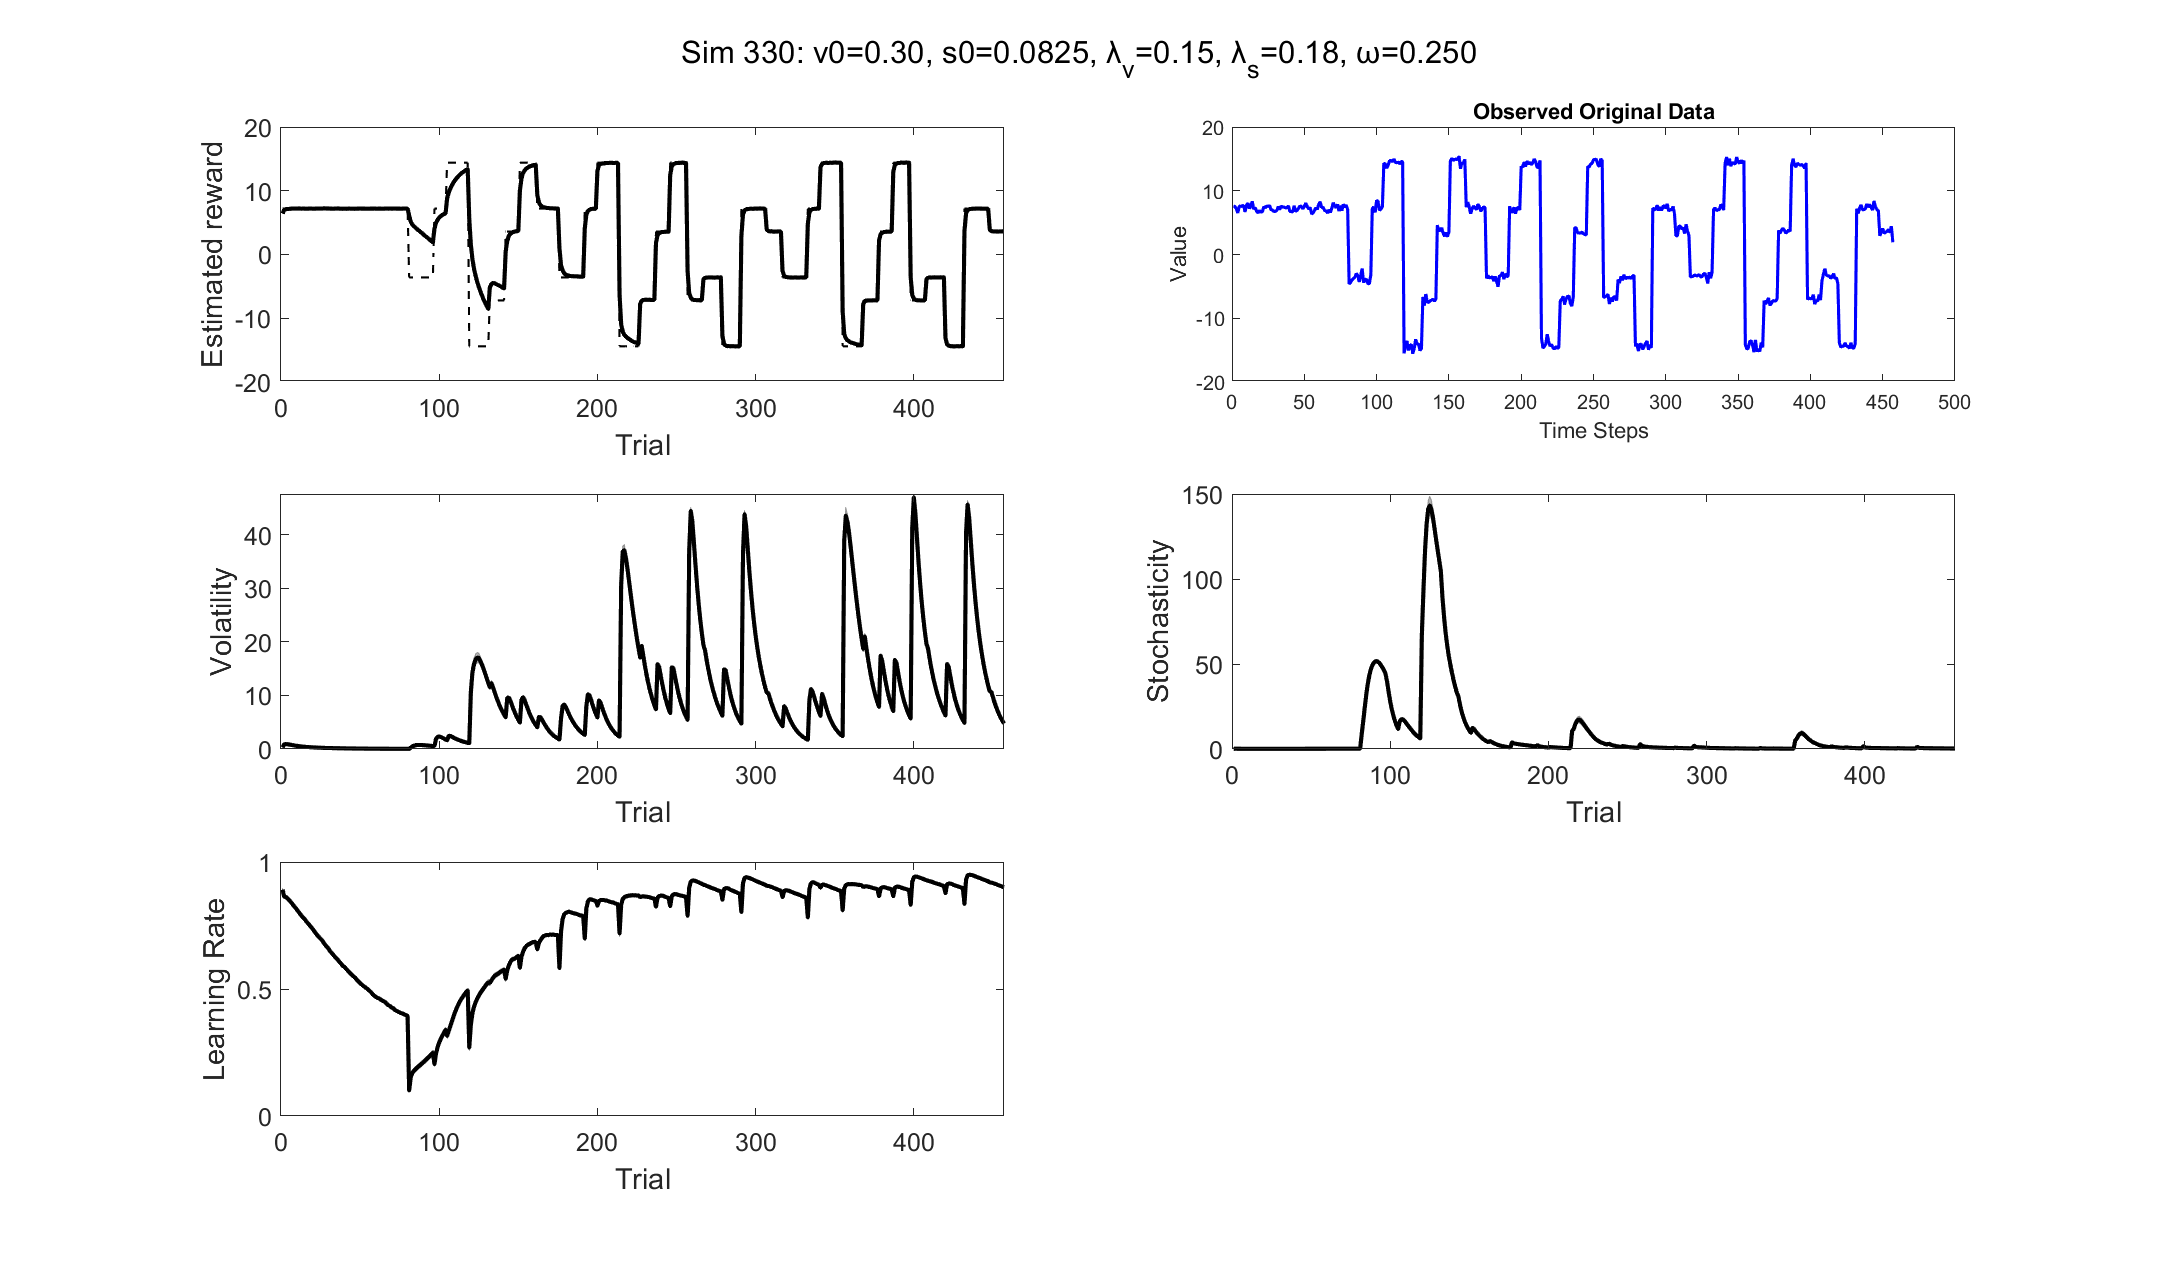 Sim 330: v0=0.30, s0=0.0825, λv=0.15, λs=0.18, ω=0.250
Estimated reward
20
10
0
-10
-20
0 100 200 300 400
Trial
Observed Original Data
Value
20
10
0
-10
-20
0 50 100 150 200 250 300 350 400 450 500
Time Steps
Volatility
40
30
20
10
0
0 100 200 300 400
Trial
Stochasticity
150
100
50
0
0 100 200 300 400
Trial
Learning Rate
1
0.5
0
0 100 200 300 400
Trial